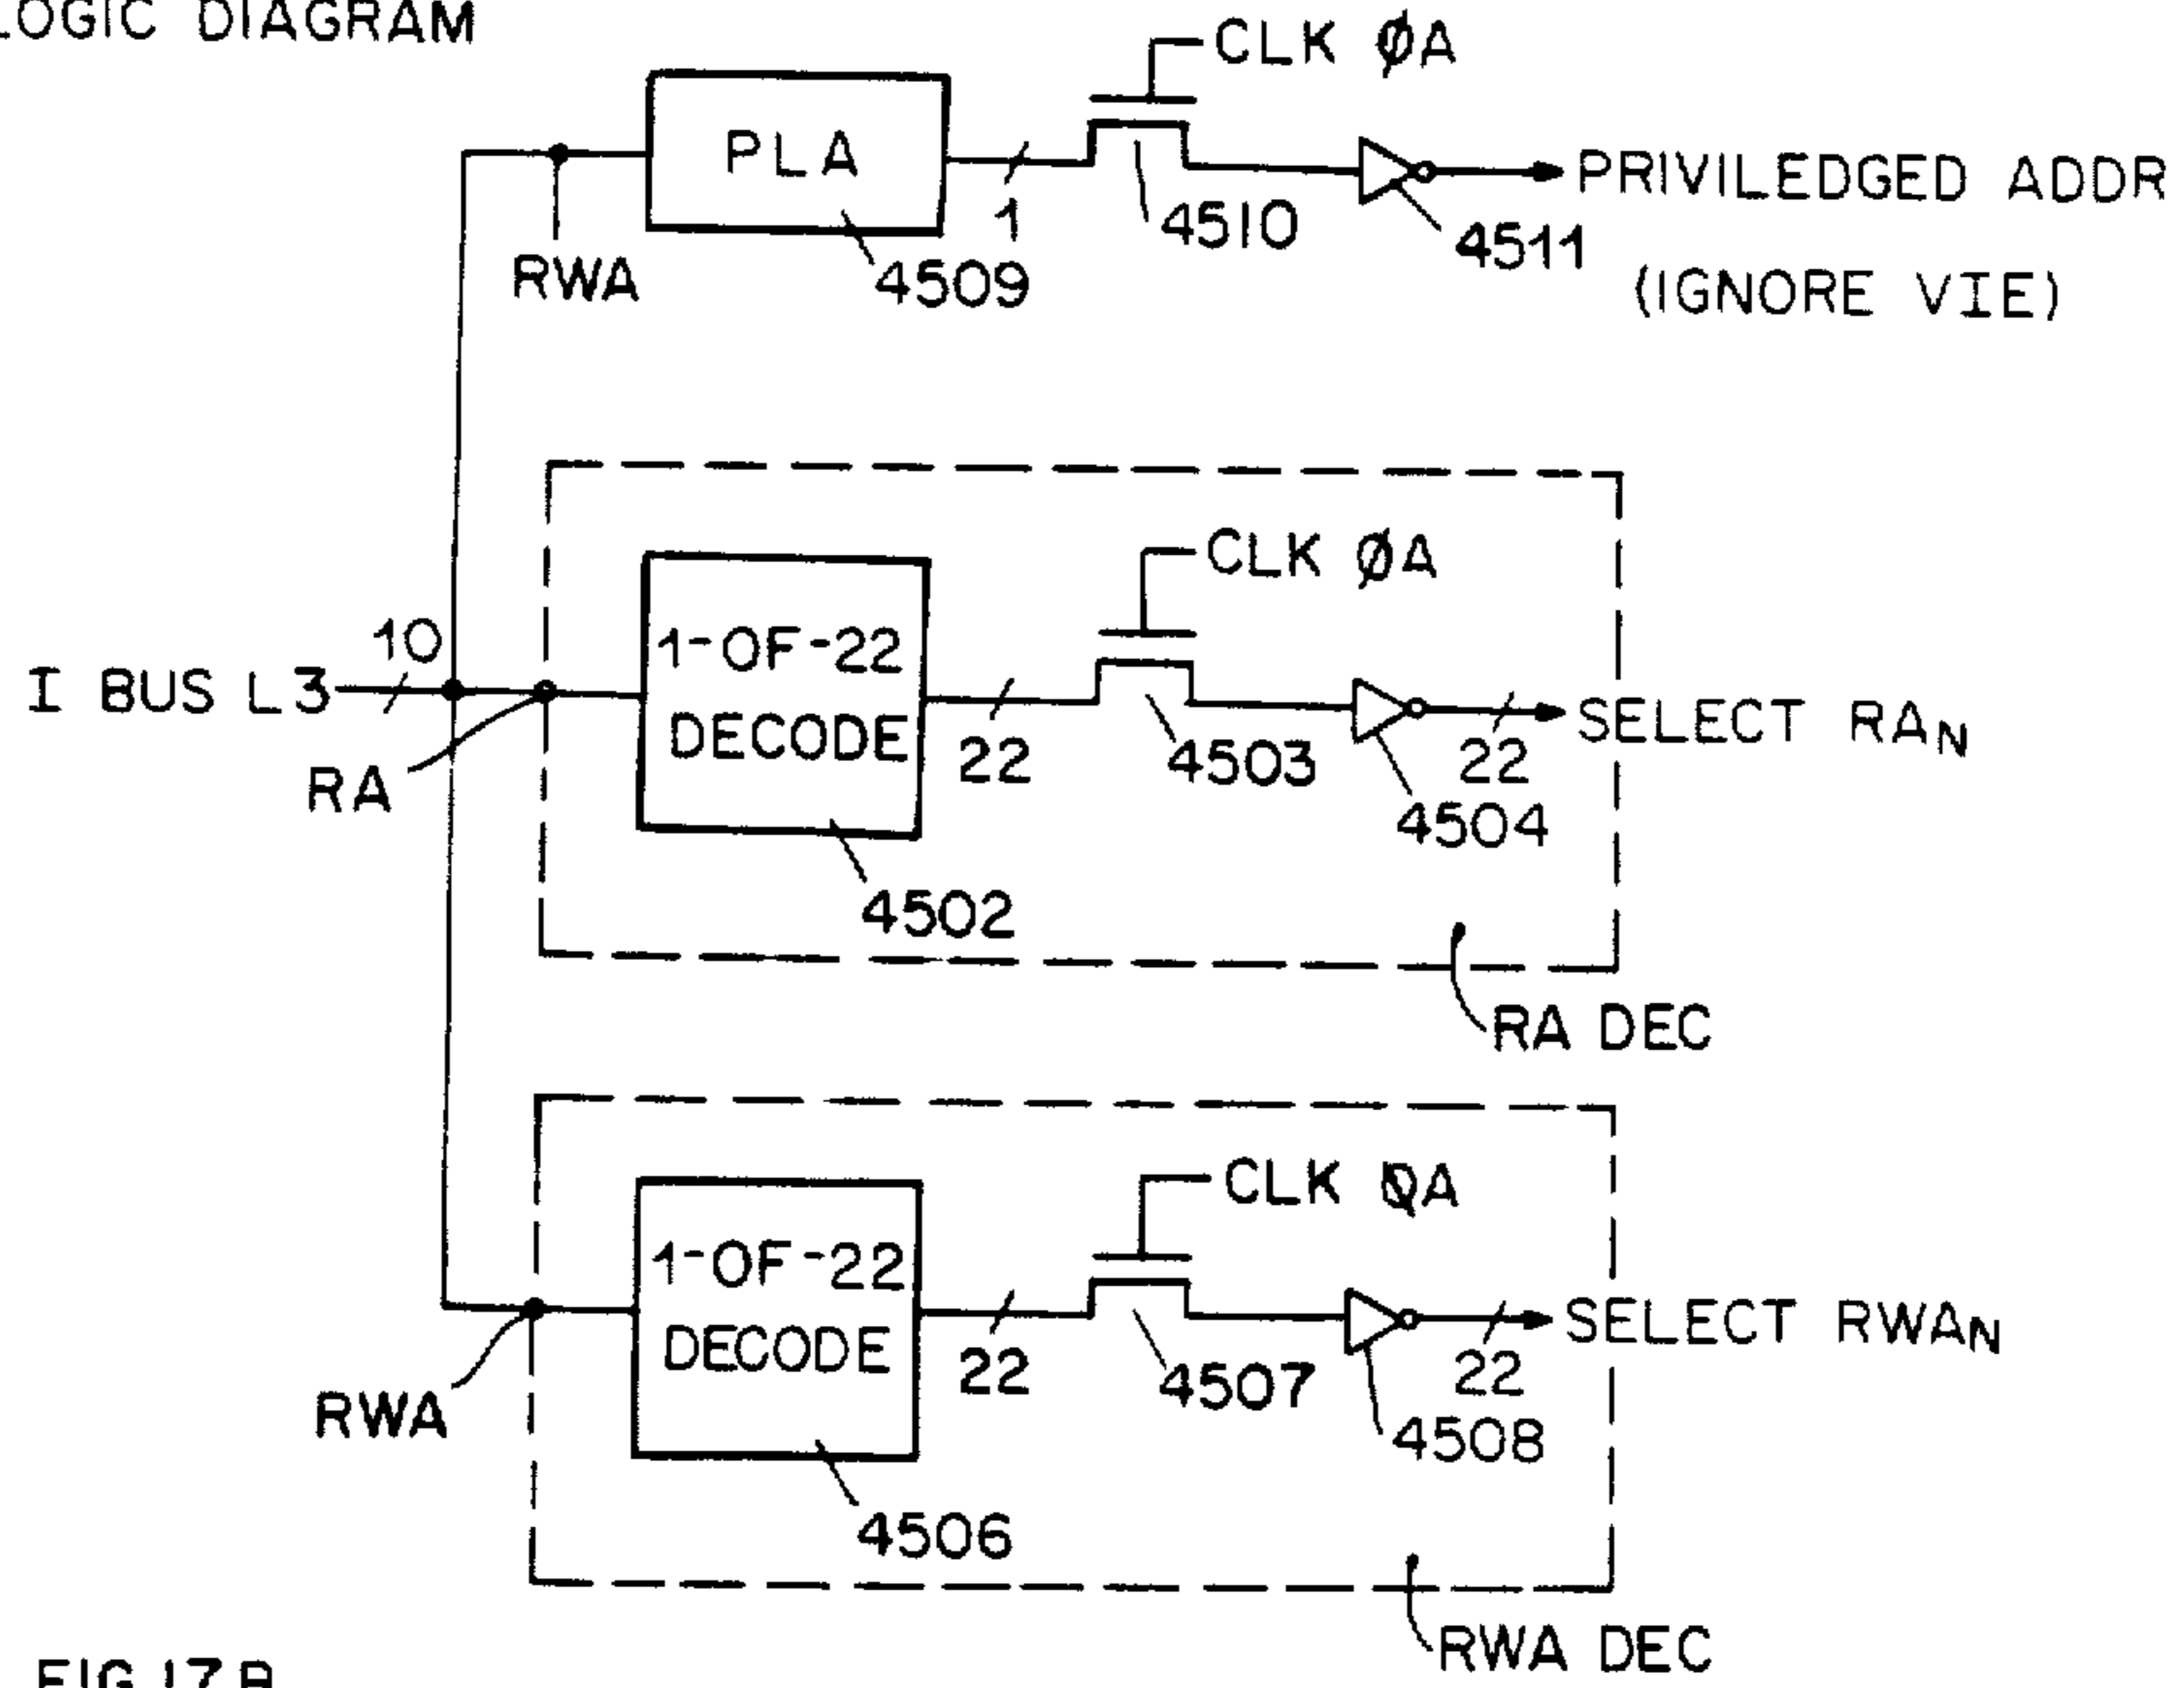 LOGIC DIAGRAM
CLK ØA
PLA
PRIVILEDGED ADDR
1
4510
4511
RWA
4509
(IGNORE VIE)
CLK ØA
10
1-OF-22
I BUS L3
DECODE
SELECT RAN
22
4503
22
RA
4504
4502
RA DEC
CLK ØA
1-OF-22
DECODE
SELECT RWAN
22
4507
22
RWA
4508
4506
RWA DEC
FIG.17B